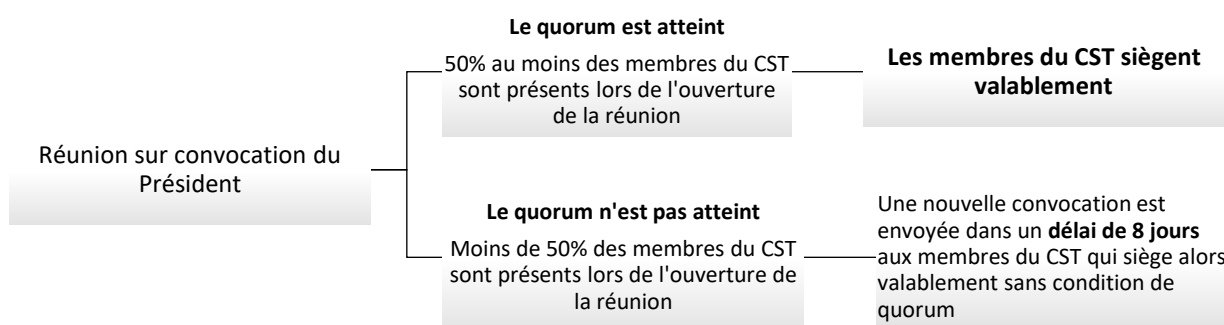 Réunion sur convocation du
Président
Le quorum est atteint
50% au moins des membres du CST
sont présents lors de l'ouverture
de la réunion
Les membres du CST siègent
valablement
Le quorum n'est pas atteint
Moins de 50% des membres du CST
sont présents lors de l'ouverture de
la réunion
Une nouvelle convocation est
envoyée dans un délai de 8 jours
aux membres du CST qui siège alors
valablement sans condition de
quorum